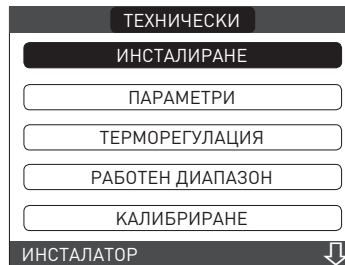 ТЕХНИЧЕСКИ
ИНСТАЛИРАНЕ
ПАРАМЕТРИ
ТЕРМОРЕГУЛАЦИЯ
РАБОТЕН ДИАПАЗОН
КАЛИБРИРАНЕ
ИНСТАЛАТОР